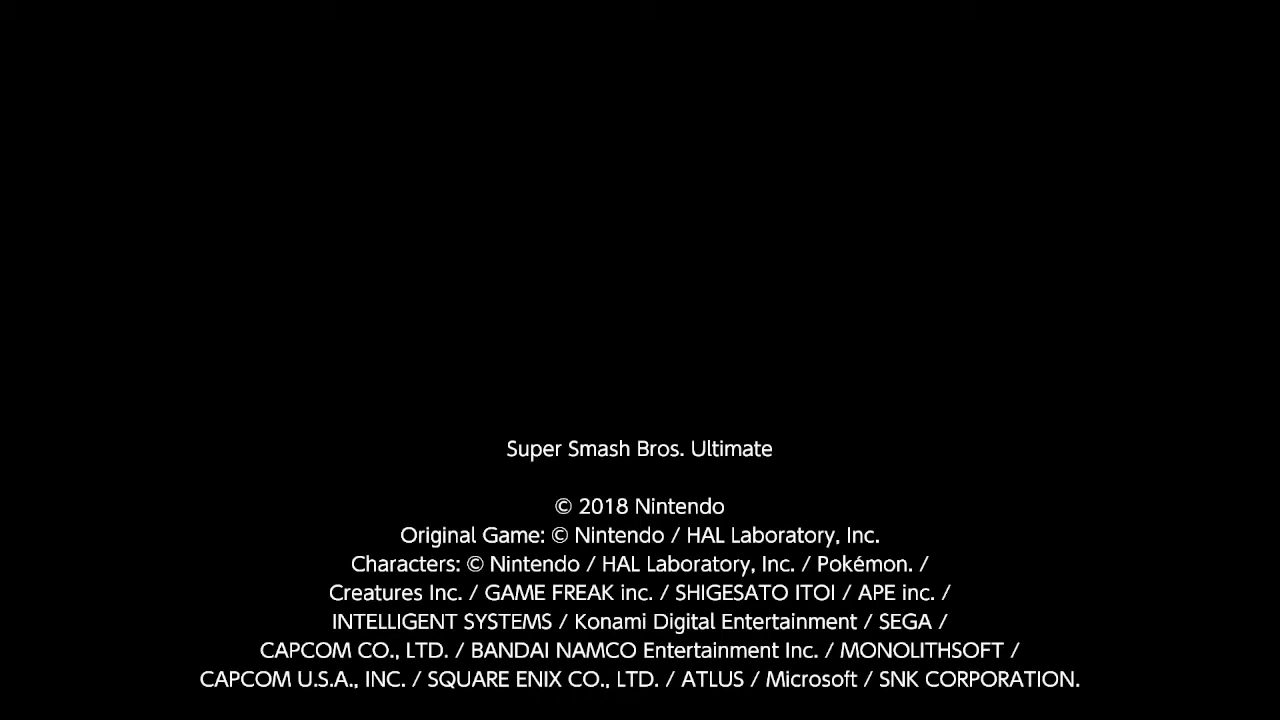 Super Smash Bros. Ultimate
© 2018 Nintendo
Original Game: © Nintendo / HAL Laboratory, Inc.
Characters: © Nintendo / HAL Laboratory, Inc. / Pokémon. /
Creatures Inc. / GAME FREAK inc. / SHIGESATO ITOI / APE inc. /
INTELLIGENT SYSTEMS / Konami Digital Entertainment / SEGA /
CAPCOM CO., LTD. / BANDAI NAMCO Entertainment Inc. / MONOLITHSOFT /
CAPCOM U.S.A., INC. / SQUARE ENIX CO., LTD. / ATLUS / Microsoft / SNK CORPORATION.